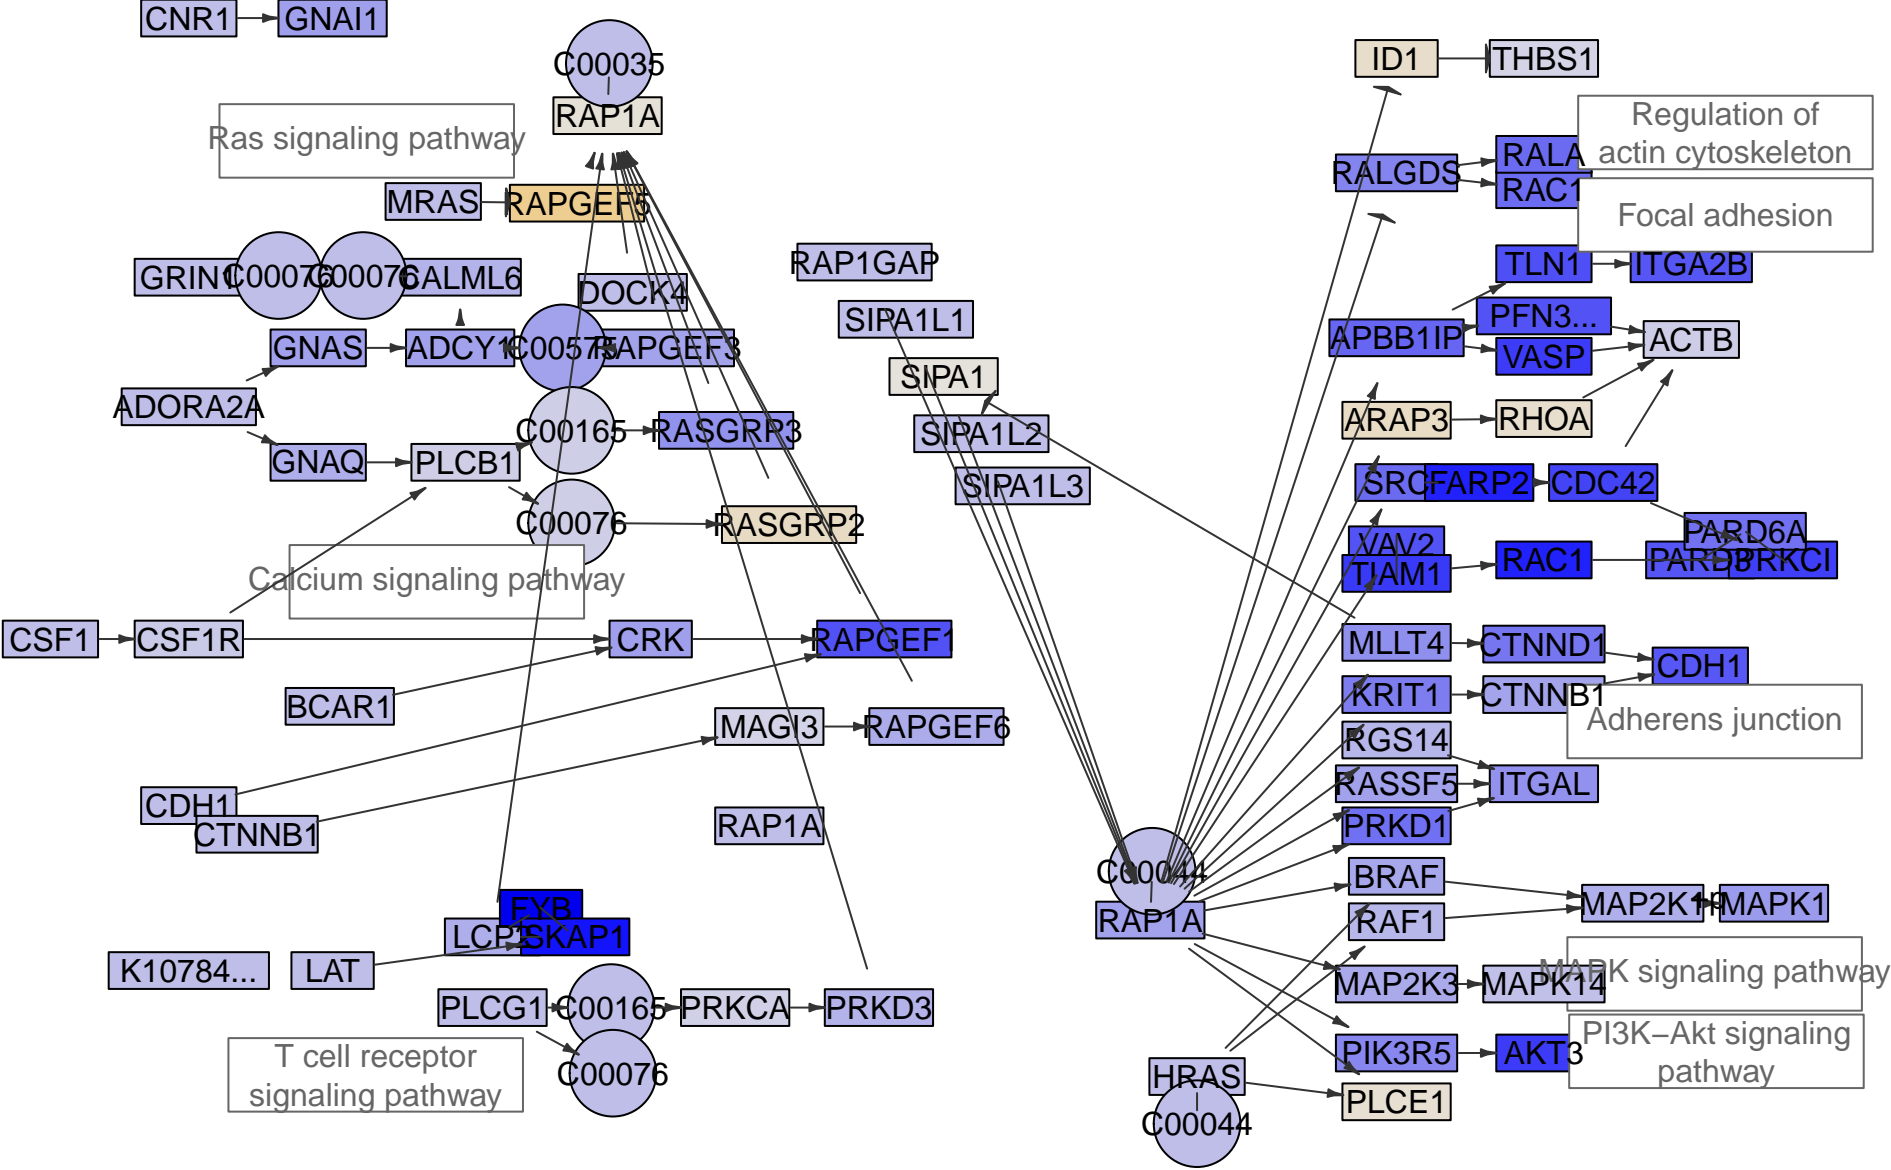 CNR1
GNAI1
C00035
RAP1A
Ras signaling pathway
MRAS
RAPGEF5
GRIN1
C00076
C00076
CALML6
DOCK4
GNAS
ADCY1
C00575
RAPGEF3
ADORA2A
GNAQ
PLCB1
C00165
RASGRP3
C00076
RASGRP2
Calcium signaling pathway
CSF1
CSF1R
CRK
RAPGEF1
BCAR1
MAGI3
RAPGEF6
CDH1
CTNNB1
RAP1A
FYB
SKAP1
K10784...
LAT
PLCG1
C00165
PRKCA
PRKD3
C00076
T cell receptor
signaling pathway
RAP1GAP
SIPA1L1
SIPA1
SIPA1L2
SIPA1L3
C00044
RAP1A
HRAS
C00044
ID1
THBS1
Regulation of
actin cytoskeleton
RALGDS
RALA
RAC1
Focal adhesion
TLN1
ITGA2B
APBB1IP
PFN3...
VASP
ACTB
ARAP3
RHOA
SRC
FARP2
CDC42
VAV2
TIAM1
RAC1
PARD6A
PARD3
PRKCI
MLLT4
CTNND1
CDH1
KRIT1
CTNNB1
Adherens junction
RGS14
RASSF5
ITGAL
PRKD1
BRAF
RAF1
MAP2K1
+p
MAPK1
MAPK signaling pathway
MAP2K3
MAPK14
PIK3R5
AKT3
PI3K−Akt signaling
pathway
PLCE1